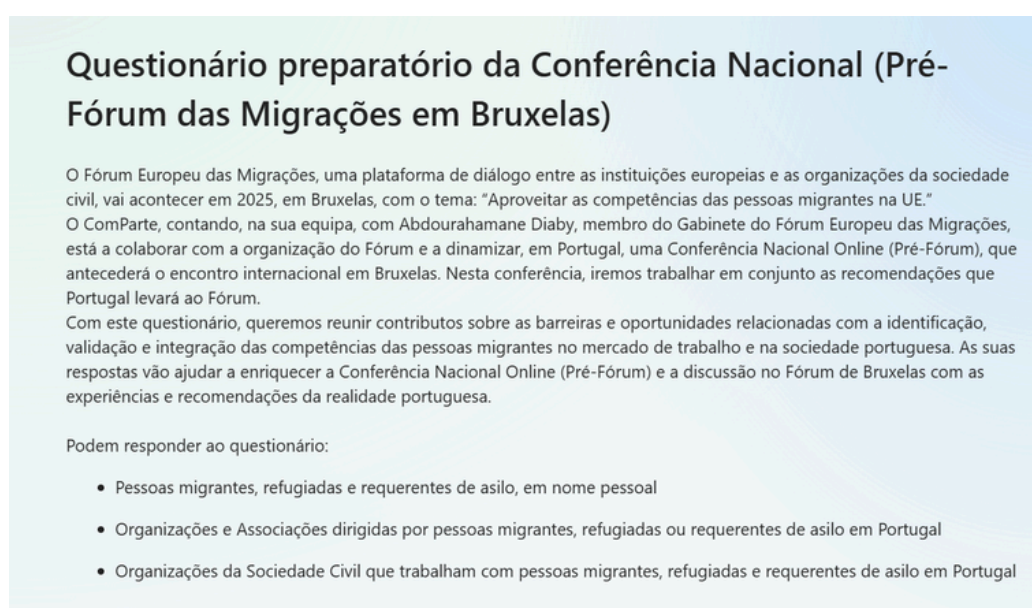 Questionário preparatório da Conferência Nacional (Pré-
Fórum das Migrações em Bruxelas)
O Fórum Europeu das Migrações, uma plataforma de diálogo entre as instituições europeias e as organizações da sociedade
civil, vai acontecer em 2025, em Bruxelas, com o tema: “Aproveitar as competências das pessoas migrantes na UE.”
O ComParte, contando, na sua equipa, com Abdourahamane Diaby, membro do Gabinete do Fórum Europeu das Migrações,
está a colaborar com a organização do Fórum e a dinamizar, em Portugal, uma Conferência Nacional Online (Pré-Fórum), que
antecederá o encontro internacional em Bruxelas. Nesta conferência, iremos trabalhar em conjunto as recomendações que
Portugal levará ao Fórum.
Com este questionário, queremos reunir contributos sobre as barreiras e oportunidades relacionadas com a identificação,
validação e integração das competências das pessoas migrantes no mercado de trabalho e na sociedade portuguesa. As suas
respostas vão ajudar a enriquecer a Conferência Nacional Online (Pré-Fórum) e a discussão no Fórum de Bruxelas com as
experiências e recomendações da realidade portuguesa.
Podem responder ao questionário:
• Pessoas migrantes, refugiadas e requerentes de asilo, em nome pessoal
• Organizações e Associações dirigidas por pessoas migrantes, refugiadas ou requerentes de asilo em Portugal
• Organizações da Sociedade Civil que trabalham com pessoas migrantes, refugiadas e requerentes de asilo em Portugal